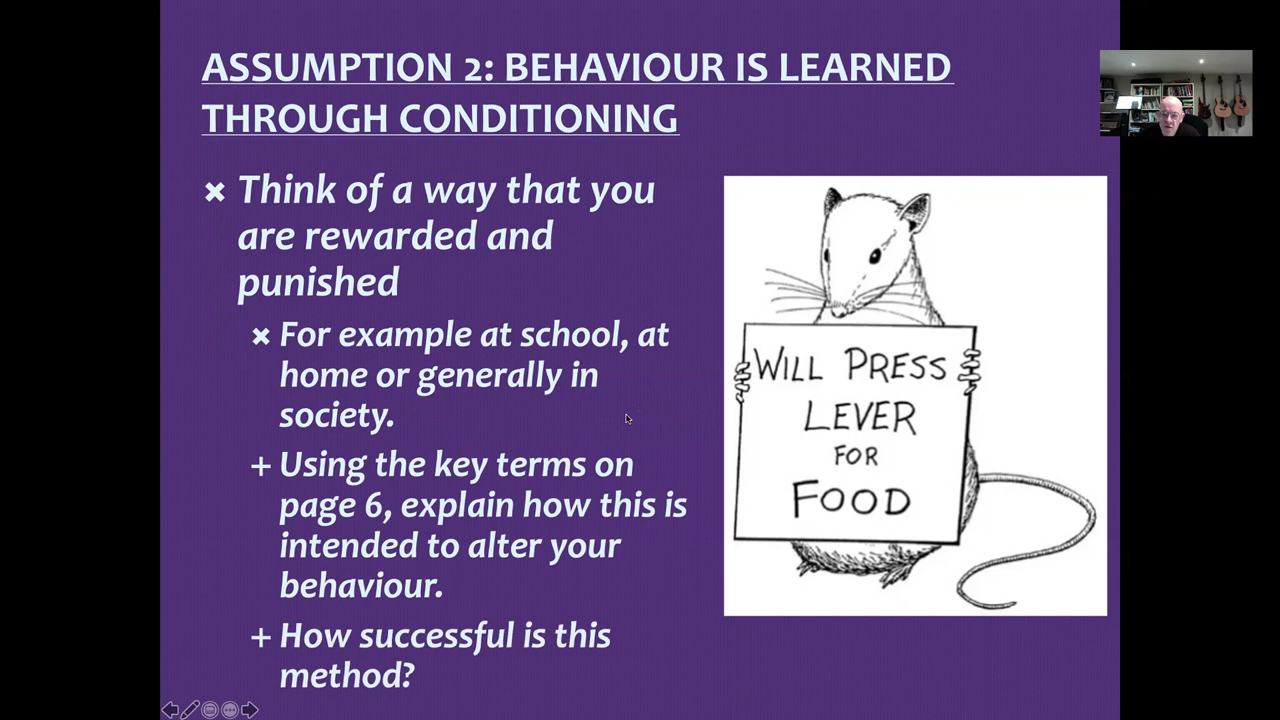 ASSUMPTION 2: BEHAVIOUR IS LEARNED
THROUGH CONDITIONING
Think of a way that you
are rewarded and
punished
For example at school, at
home or generally in
society.
+ Using the key terms on
page 6, explain how this is
intended to alter your
behaviour.
+ How successful is this
method?
WILL PRESS
LEVER
FOR
FOOD